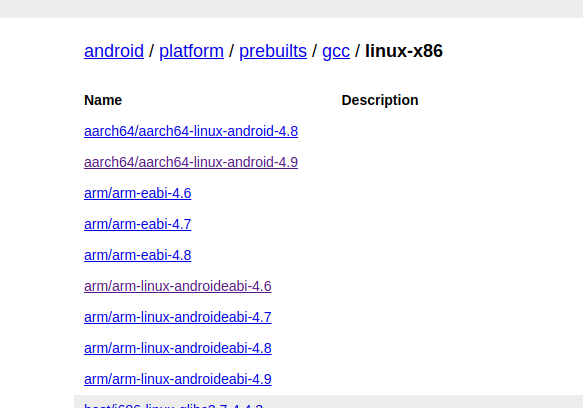 android / platform / prebuilts / gcc / linux-x86
Name Description
aarch64/aarch64-linux-android-4.8
aarch64/aarch64-linux-android-4.9
arm/arm-eabi-4.6
arm/arm-eabi-4.7
arm/arm-eabi-4.8
arm/arm-linux-androideabi-4.6
arm/arm-linux-androideabi-4.7
arm/arm-linux-androideabi-4.8
arm/arm-linux-androideabi-4.9